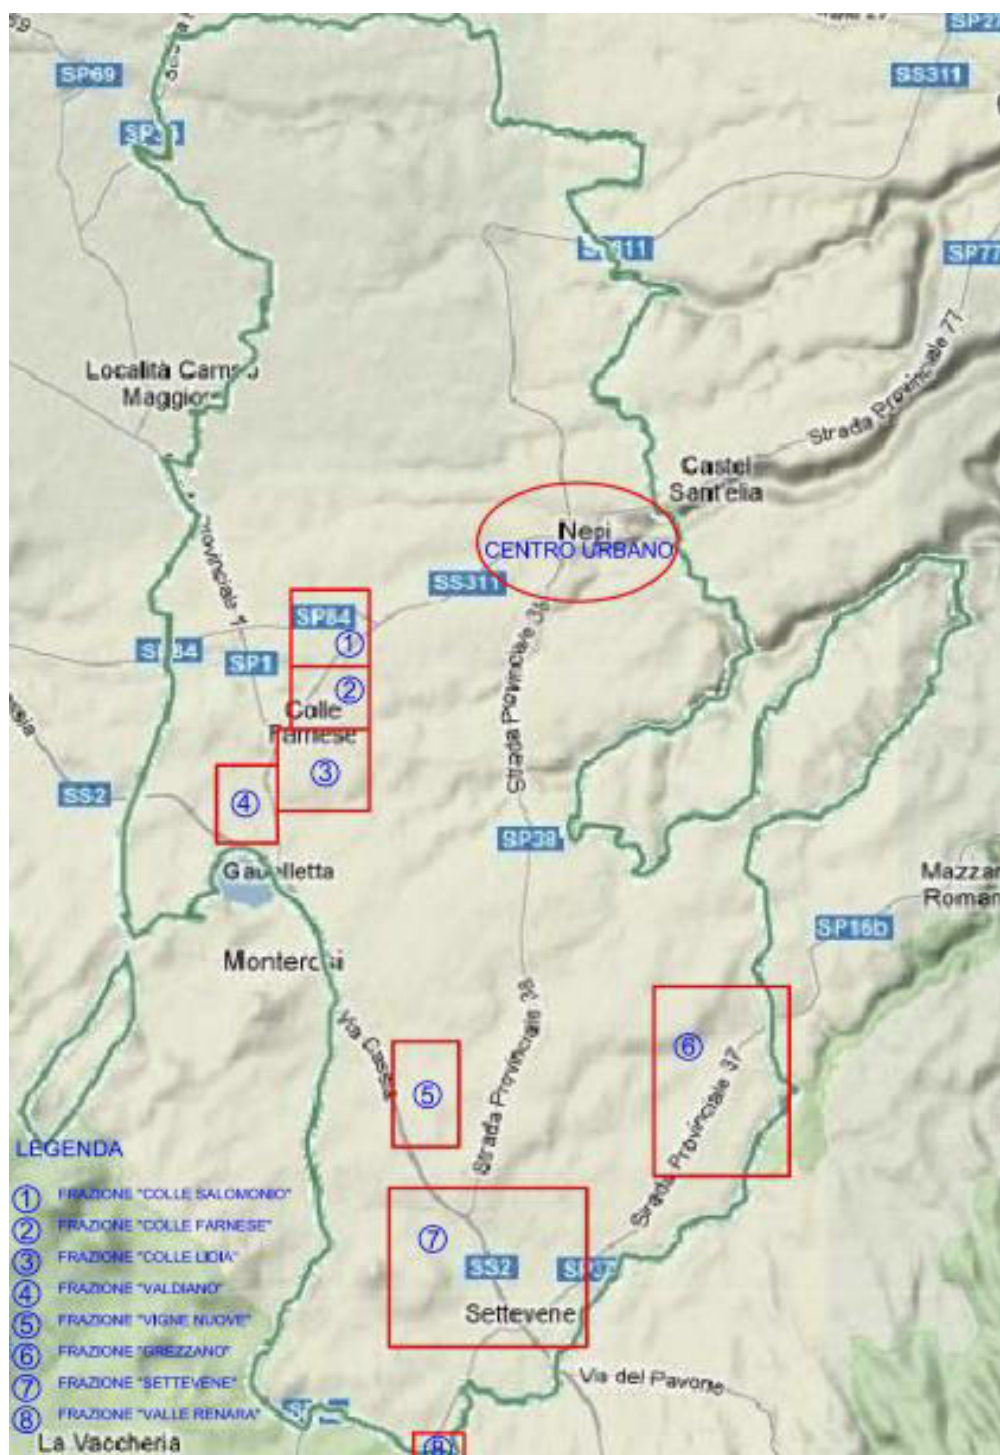 SP69
SS311
SP77
Località Campo
Maggiore
Strada Provinciale 77
Castel
Sant'elia
Nepi
CENTRO URBANO
SS311
SP84
1
SP1
2
Colle
Farnese
3
4
SS2
Strada Provinciale 38
SP38
Monterosi
Mazzan
Roman
SP16b
Via Cassia
5
6
Strada Provinciale 38
Strada Provinciale 37
7
SS2
SP37
Settevene
Via del Pavone
8
LEGENDA
1 FRAZIONE "COLLE SALOMONIO"
2 FRAZIONE "COLLE FARNESE"
3 FRAZIONE "COLLE LIDIA"
4 FRAZIONE "VALDIANO"
5 FRAZIONE "VIGNE NUOVE"
6 FRAZIONE "GREZZANO"
7 FRAZIONE "SETTEVENE"
8 FRAZIONE "VALLE RENARA"
La Vaccheria